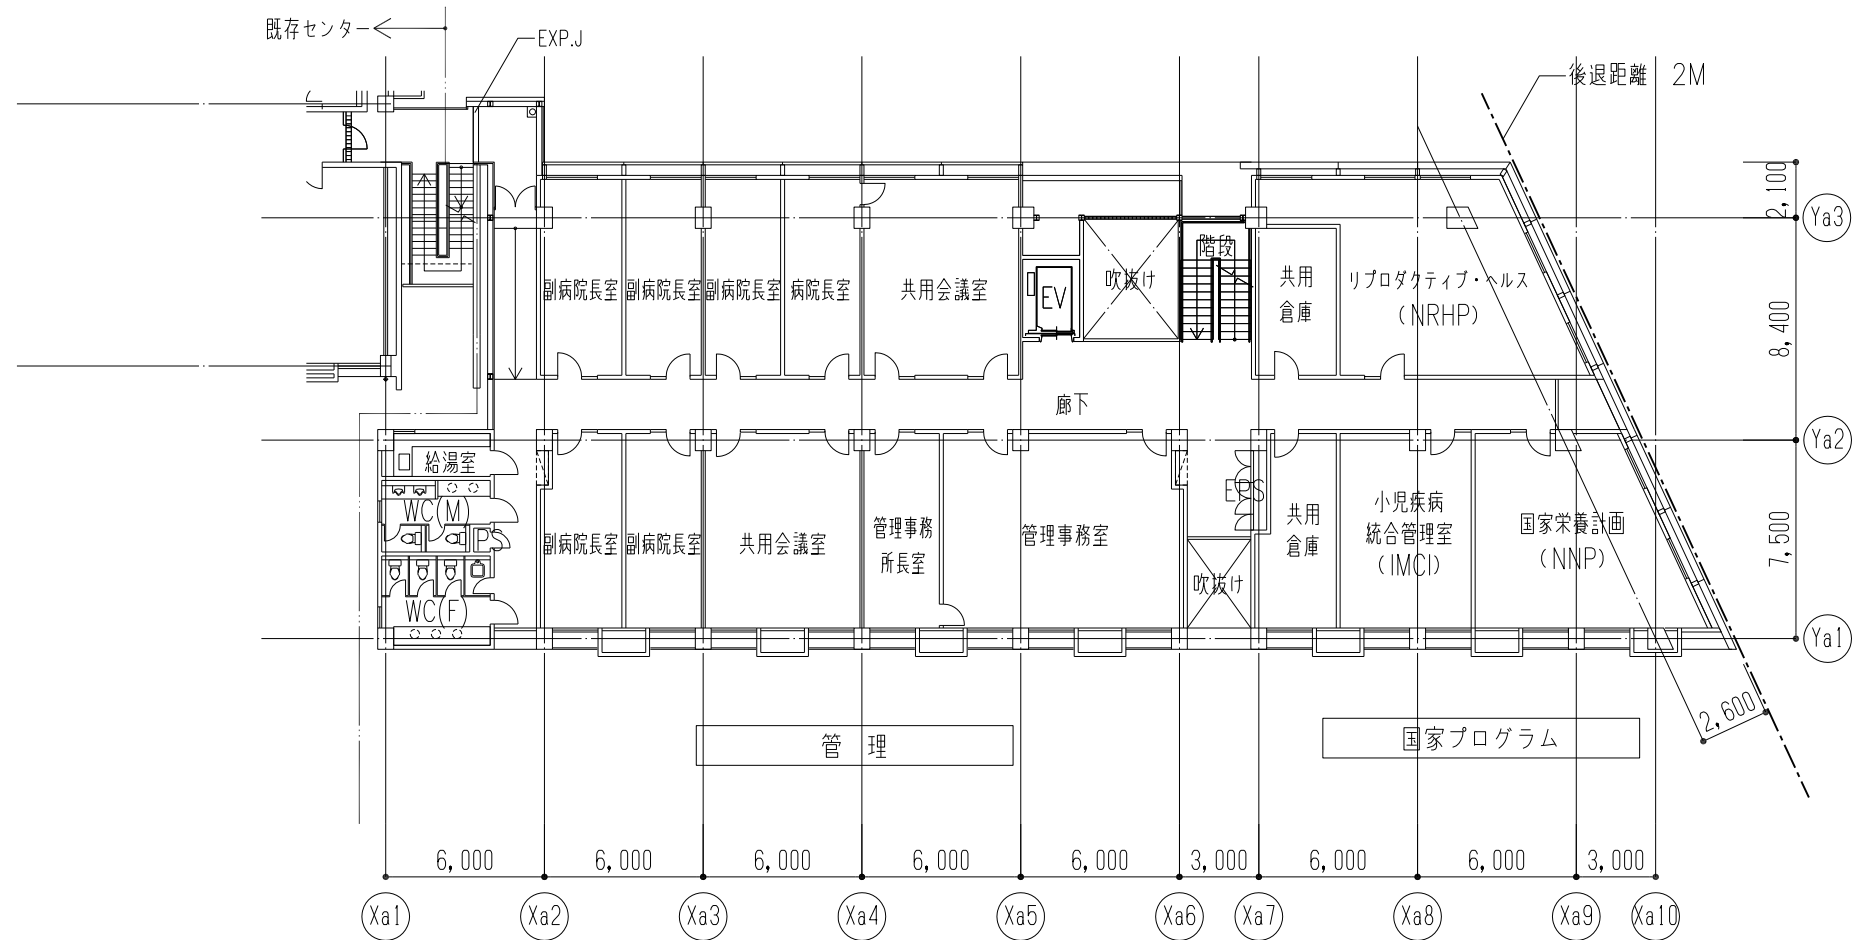 既存センター
EXP.J
後退距離 2M
2,100
Ya3
階段
副病院長室
副病院長室
副病院長室
病院長室
共用会議室
EV
吹抜け
共用
倉庫
リプロダクティブ・ヘルス
(NRHP)
8,400
廊下
Ya2
給湯室
WC(M)
PS
WC(F)
副病院長室
副病院長室
共用会議室
管理事務
所長室
管理事務室
EPS
吹抜け
共用
倉庫
小児疾病
統合管理室
(IMCI)
国家栄養計画
(NNP)
7,500
Ya1
2,600
管 理
国家プログラム
6,000
6,000
6,000
6,000
6,000
3,000
6,000
6,000
3,000
Xa1
Xa2
Xa3
Xa4
Xa5
Xa6
Xa7
Xa8
Xa9
Xa10